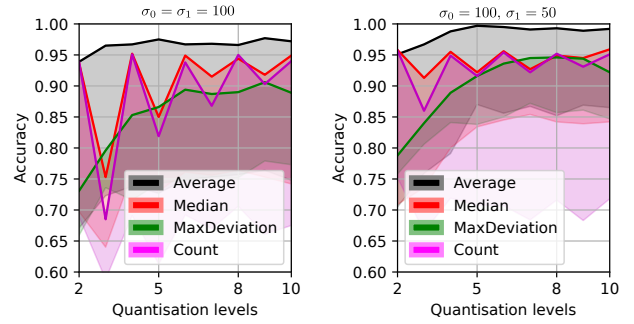 σ₀ = σ₁ = 100
1.00
0.95
0.90
0.85
0.80
0.75
0.70
0.65
0.60
Accuracy
Average
Median
MaxDeviation
Count
2
5
8
10
Quantisation levels
σ₀ = 100, σ₁ = 50
1.00
0.95
0.90
0.85
0.80
0.75
0.70
0.65
0.60
Accuracy
Average
Median
MaxDeviation
Count
2
5
8
10
Quantisation levels